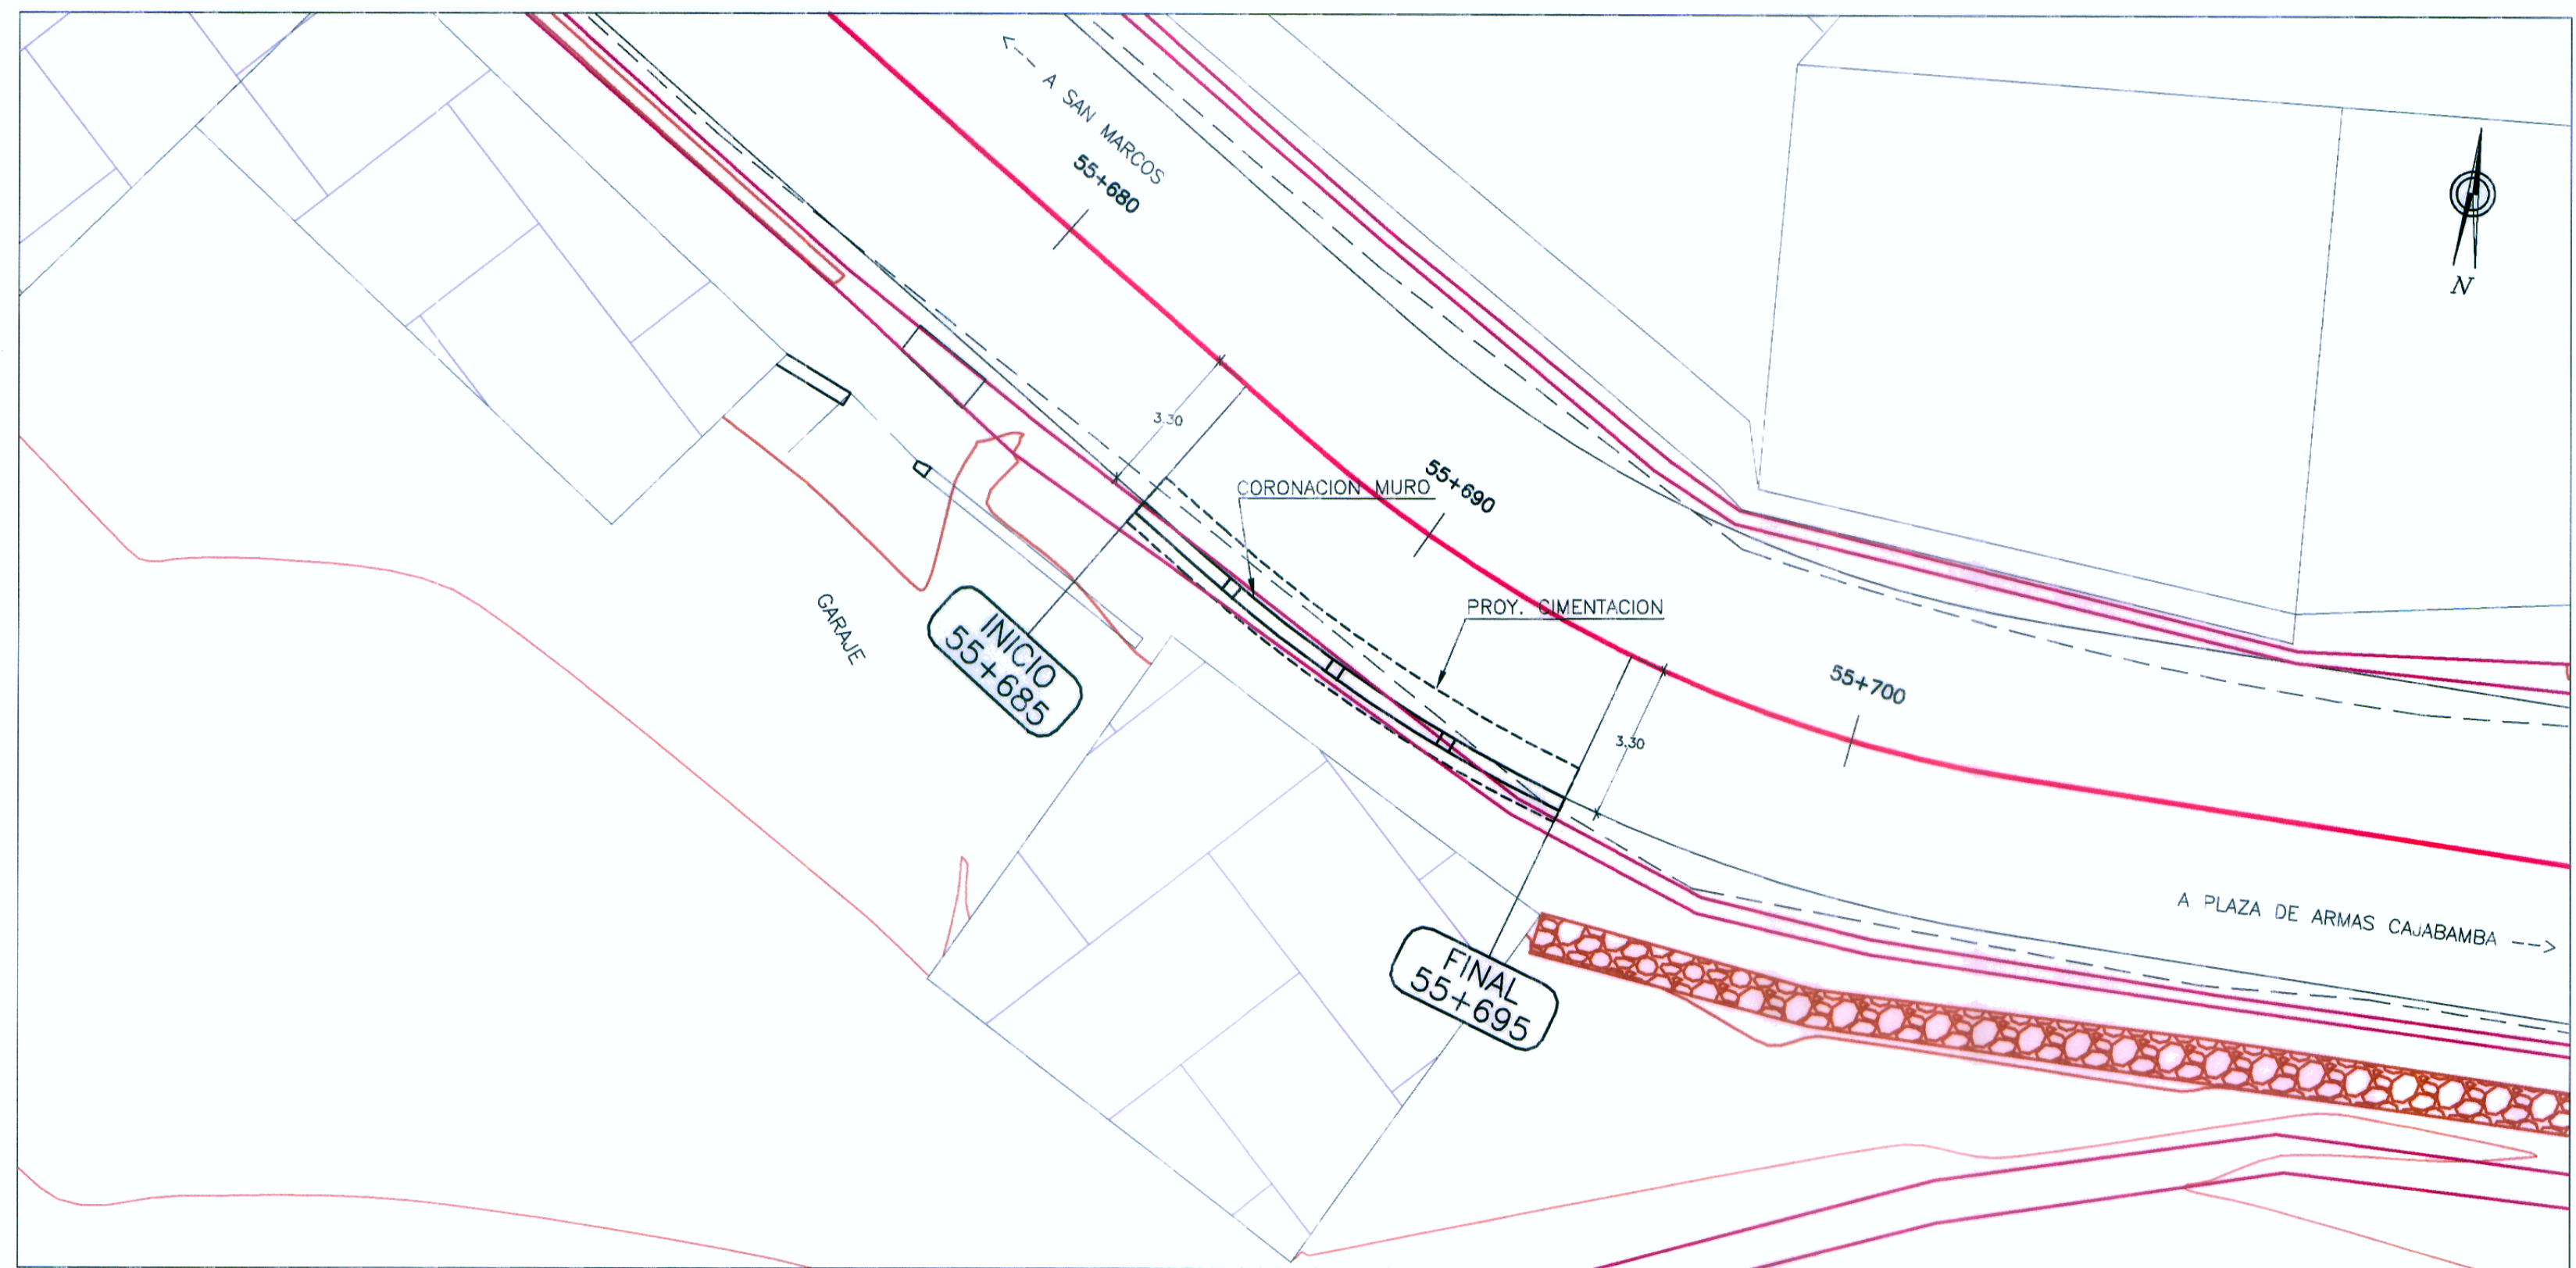 <--- A SAN MARCOS
55+680
N
3.30
CORONACION MURO
55+690
PROY. CIMENTACION
GARAJE
INICIO
55+685
55+700
3.30
A PLAZA DE ARMAS CAJABAMBA --->
FINAL
55+695